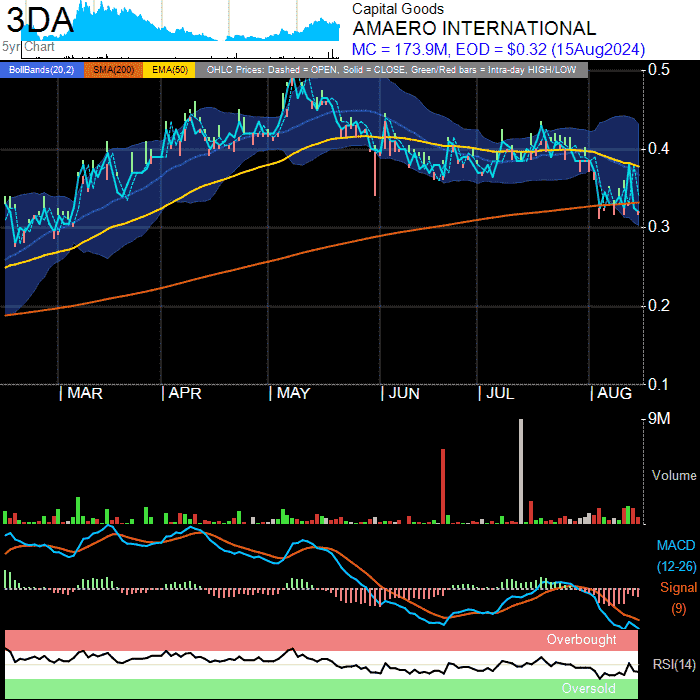 3DA
5yr Chart
Capital Goods
AMAERO INTERNATIONAL
MC = 173.9M, EOD = $0.32 (15Aug2024)
BollBands(20,2) SMA(200) EMA(50) OHLC Prices: Dashed = OPEN, Solid = CLOSE, Green/Red bars = Intra-day HIGH/LOW
0.5
0.4
0.3
0.2
0.1
MAR APR MAY JUN JUL AUG
9M
Volume
MACD
(12-26)
Signal
(9)
Overbought
RSI(14)
Oversold